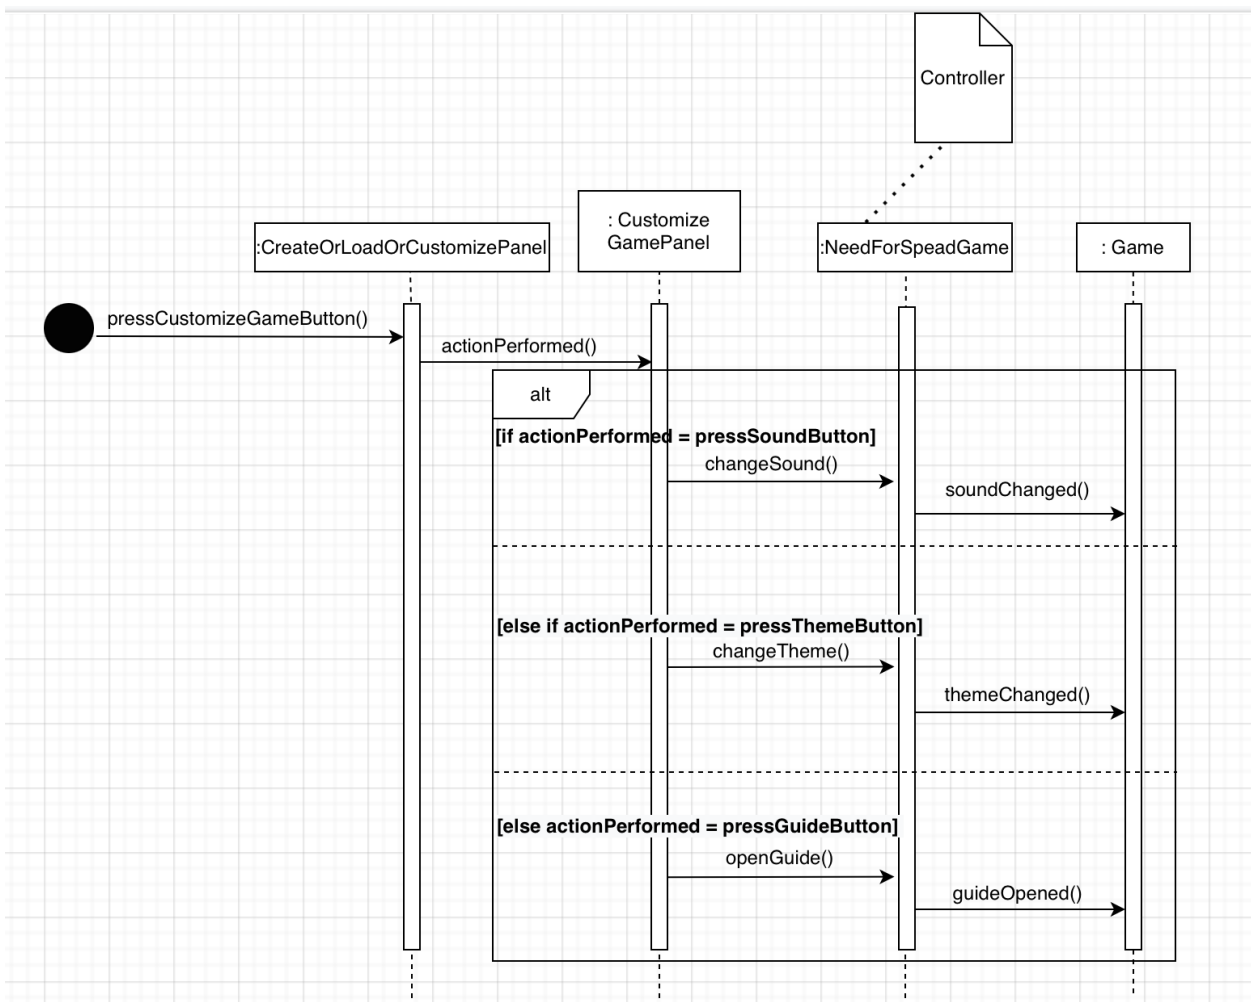 Controller
: Customize
GamePanel
:CreateOrLoadOrCustomizePanel
:NeedForSpeadGame
: Game
pressCustomizeGameButton()
actionPerformed()
alt
[if actionPerformed = pressSoundButton]
changeSound()
soundChanged()
[else if actionPerformed = pressThemeButton]
changeTheme()
themeChanged()
[else actionPerformed = pressGuideButton]
openGuide()
guideOpened()